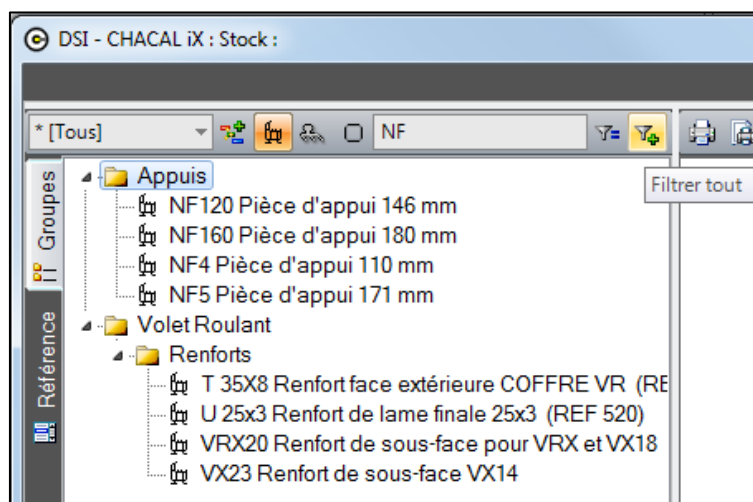 DSI - CHACAL iX : Stock :
* [Tous]
NF
Filtrer tout
Groupes
Référence
Appuis
NF120 Pièce d'appui 146 mm
NF160 Pièce d'appui 180 mm
NF4 Pièce d'appui 110 mm
NF5 Pièce d'appui 171 mm
Volet Roulant
Renforts
T 35X8 Renfort face extérieure COFFRE VR (RE
U 25x3 Renfort de lame finale 25x3 (REF 520)
VRX20 Renfort de sous-face pour VRX et VX18
VX23 Renfort de sous-face VX14